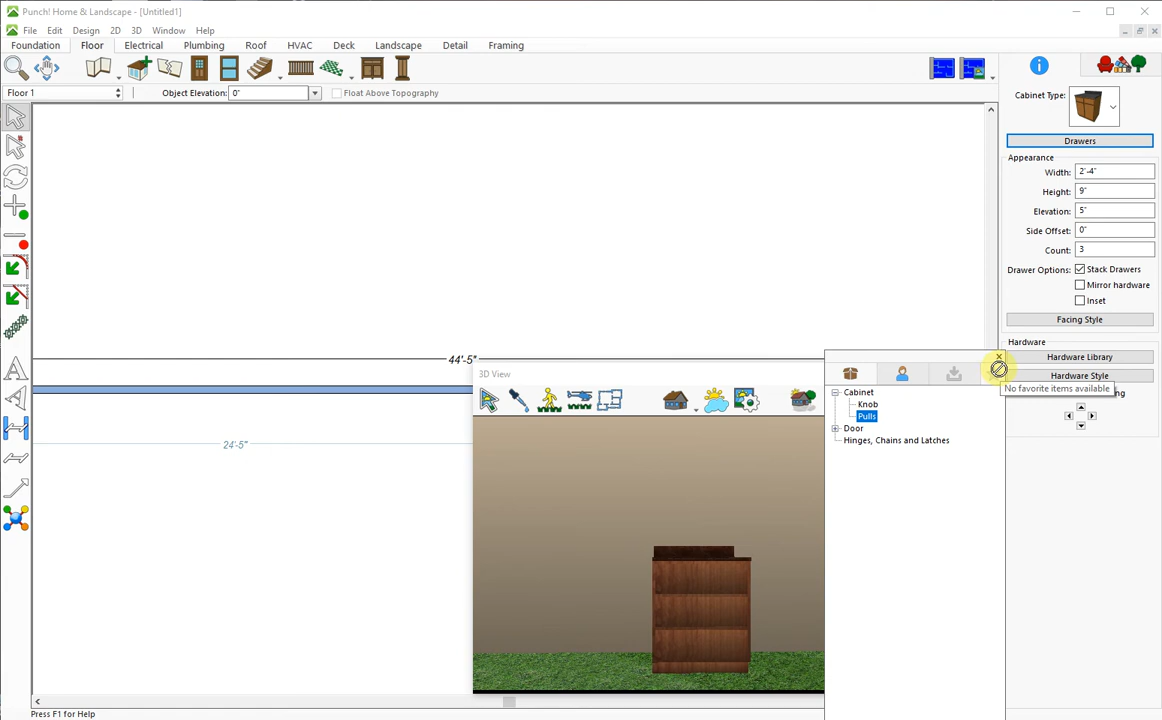 Punch! Home & Landscape - [Untitled1]
File Edit Design 2D 3D Window Help
Foundation Floor Electrical Plumbing Roof HVAC Deck Landscape Detail Framing
Floor 1 Object Elevation: 0" Float Above Topography
Cabinet Type:
Drawers
Appearance
Width: 2'-4"
Height: 9"
Elevation: 5"
Side Offset: 0"
Count: 3
Drawer Options: Stack Drawers
Mirror hardware
Inset
Facing Style
Hardware
Hardware Library
Hardware Style
No favorite items available
44'-5"
24'-5"
3D View
Cabinet
Knob
Pulls
Door
Hinges, Chains and Latches
Press F1 for Help